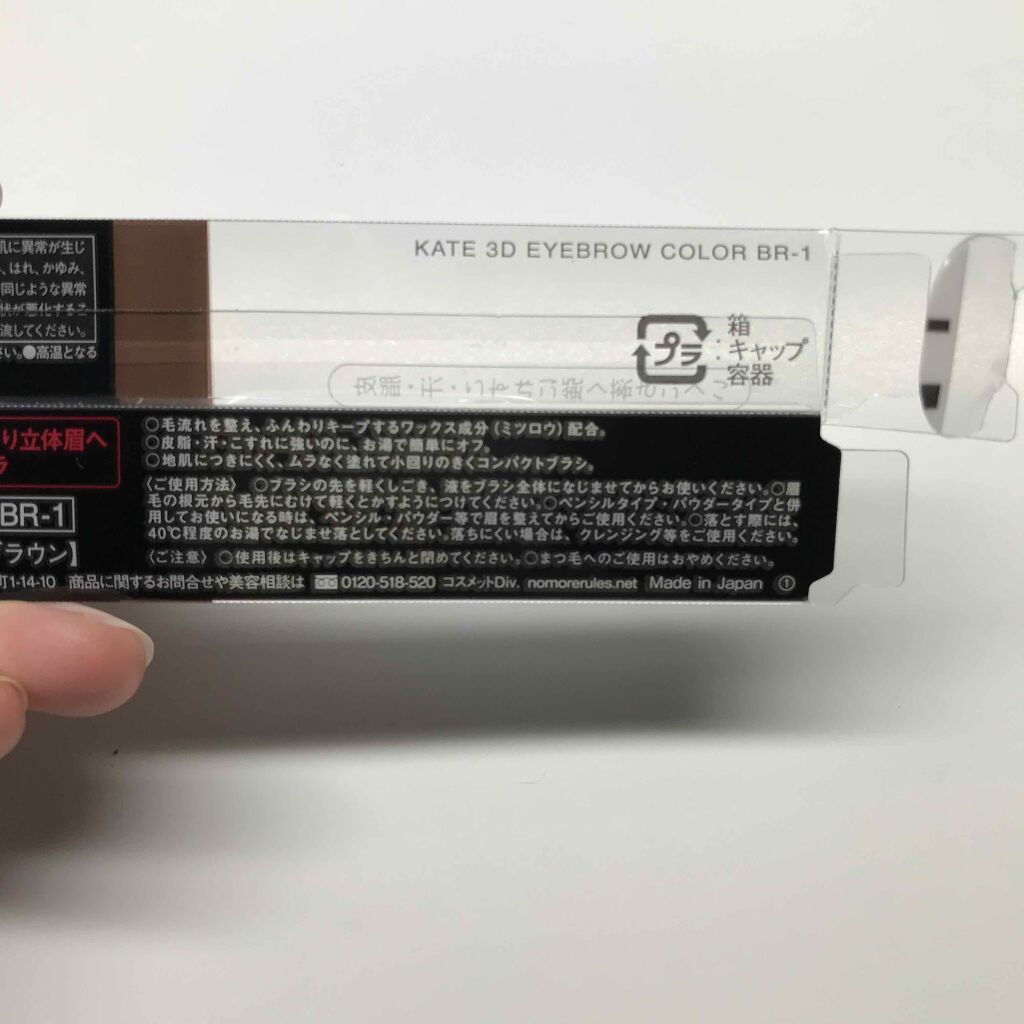 肌に異常が生じ
、はれ、かゆみ、
同じような異常
状が悪化するこ
流してください。
さい。●高温となる
KATE 3D EYEBROW COLOR BR-1
プラ : 箱
キャップ
容器
り立体眉へ
ラ
BR-1
ラウン】
○毛流れを整え、ふんわりキープするワックス成分(ミツロウ)配合。
○皮脂・汗・こすれに強いのに、お湯で簡単にオフ。
○地肌につきにくく、ムラなく塗れて小回りのきくコンパクトブラシ。
〈ご使用方法〉 ○ブラシの先を軽くしごき、液をブラシ全体になじませてからお使いください。○眉
毛の根元から毛先にむけて軽くとかすようにつけてください。○ペンシルタイプ・パウダータイプと併
用してお使いになる時は、ペンシル・パウダー等で眉を整えてからご使用ください。○落とす際には、
40℃程度のお湯でなじませ落としてください。落ちにくい場合は、クレンジング等をご使用ください。
〈ご注意〉 ○使用後はキャップをきちんと閉めてください。○まつ毛へのご使用はおやめください。
町1-14-10 商品に関するお問合せや美容相談は 0120-518-520 コスメットDiv. nomorerules.net Made in Japan ①